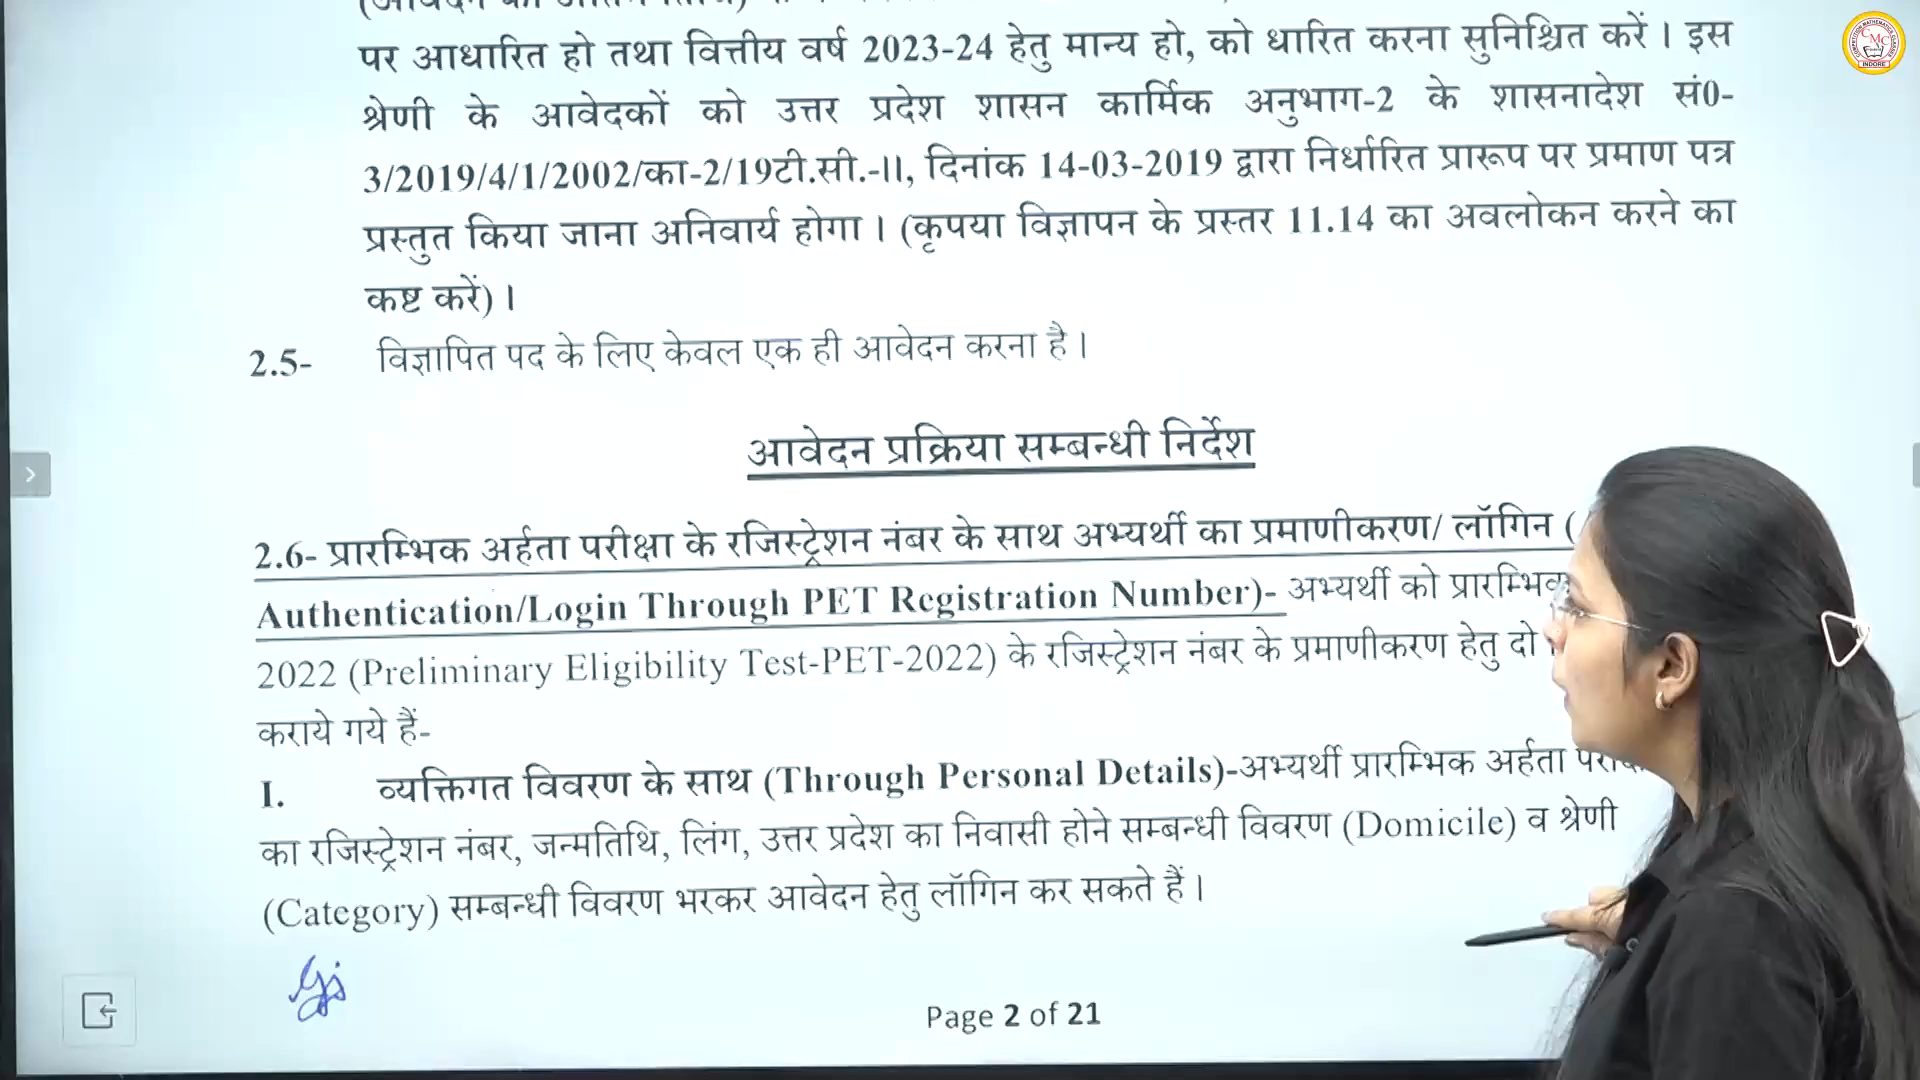 पर आधारित हो तथा वित्तीय वर्ष 2023-24 हेतु मान्य हो, को धारित करना सुनिश्चित करें। इस
श्रेणी के आवेदकों को उत्तर प्रदेश शासन कार्मिक अनुभाग-2 के शासनादेश सं0-
3/2019/4/1/2002/का-2/19टी.सी.-।।, दिनांक 14-03-2019 द्वारा निर्धारित प्रारूप पर प्रमाण पत्र
प्रस्तुत किया जाना अनिवार्य होगा। (कृपया विज्ञापन के प्रस्तर 11.14 का अवलोकन करने का
कष्ट करें)।
2.5- विज्ञापित पद के लिए केवल एक ही आवेदन करना है।
आवेदन प्रक्रिया सम्बन्धी निर्देश
2.6- प्रारम्भिक अर्हता परीक्षा के रजिस्ट्रेशन नंबर के साथ अभ्यर्थी का प्रमाणीकरण/ लॉगिन (
Authentication/Login Through PET Registration Number)- अभ्यर्थी को
2022 (Preliminary Eligibility Test-PET-2022) के रजिस्ट्रेशन नंबर के प्रमाणीकरण हेतु दो
कराये गये हैं-
I. व्यक्तिगत विवरण के साथ (Through Personal Details)-अभ्यर्थी प्रारम्भिक अर्हता
का रजिस्ट्रेशन नंबर, जन्मतिथि, लिंग, उत्तर प्रदेश का निवासी होने सम्बन्धी विवरण (Domicile) व श्रेणी
(Category) सम्बन्धी विवरण भरकर आवेदन हेतु लॉगिन कर सकते हैं।
Page 2 of 21
CMC
INDORE